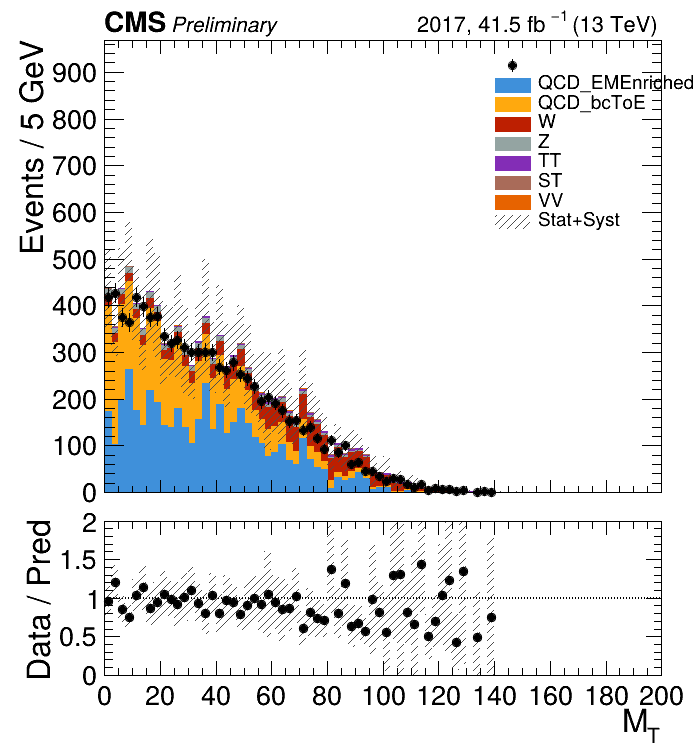 CMS Preliminary 2017, 41.5 fb⁻¹ (13 TeV)
Events / 5 GeV
900
800
700
600
500
400
300
200
100
0
QCD_EMEnriched
QCD_bcToE
W
Z
TT
ST
VV
Stat+Syst
Data / Pred
2
1.5
1
0.5
0
0 20 40 60 80 100 120 140 160 180 200
M_T